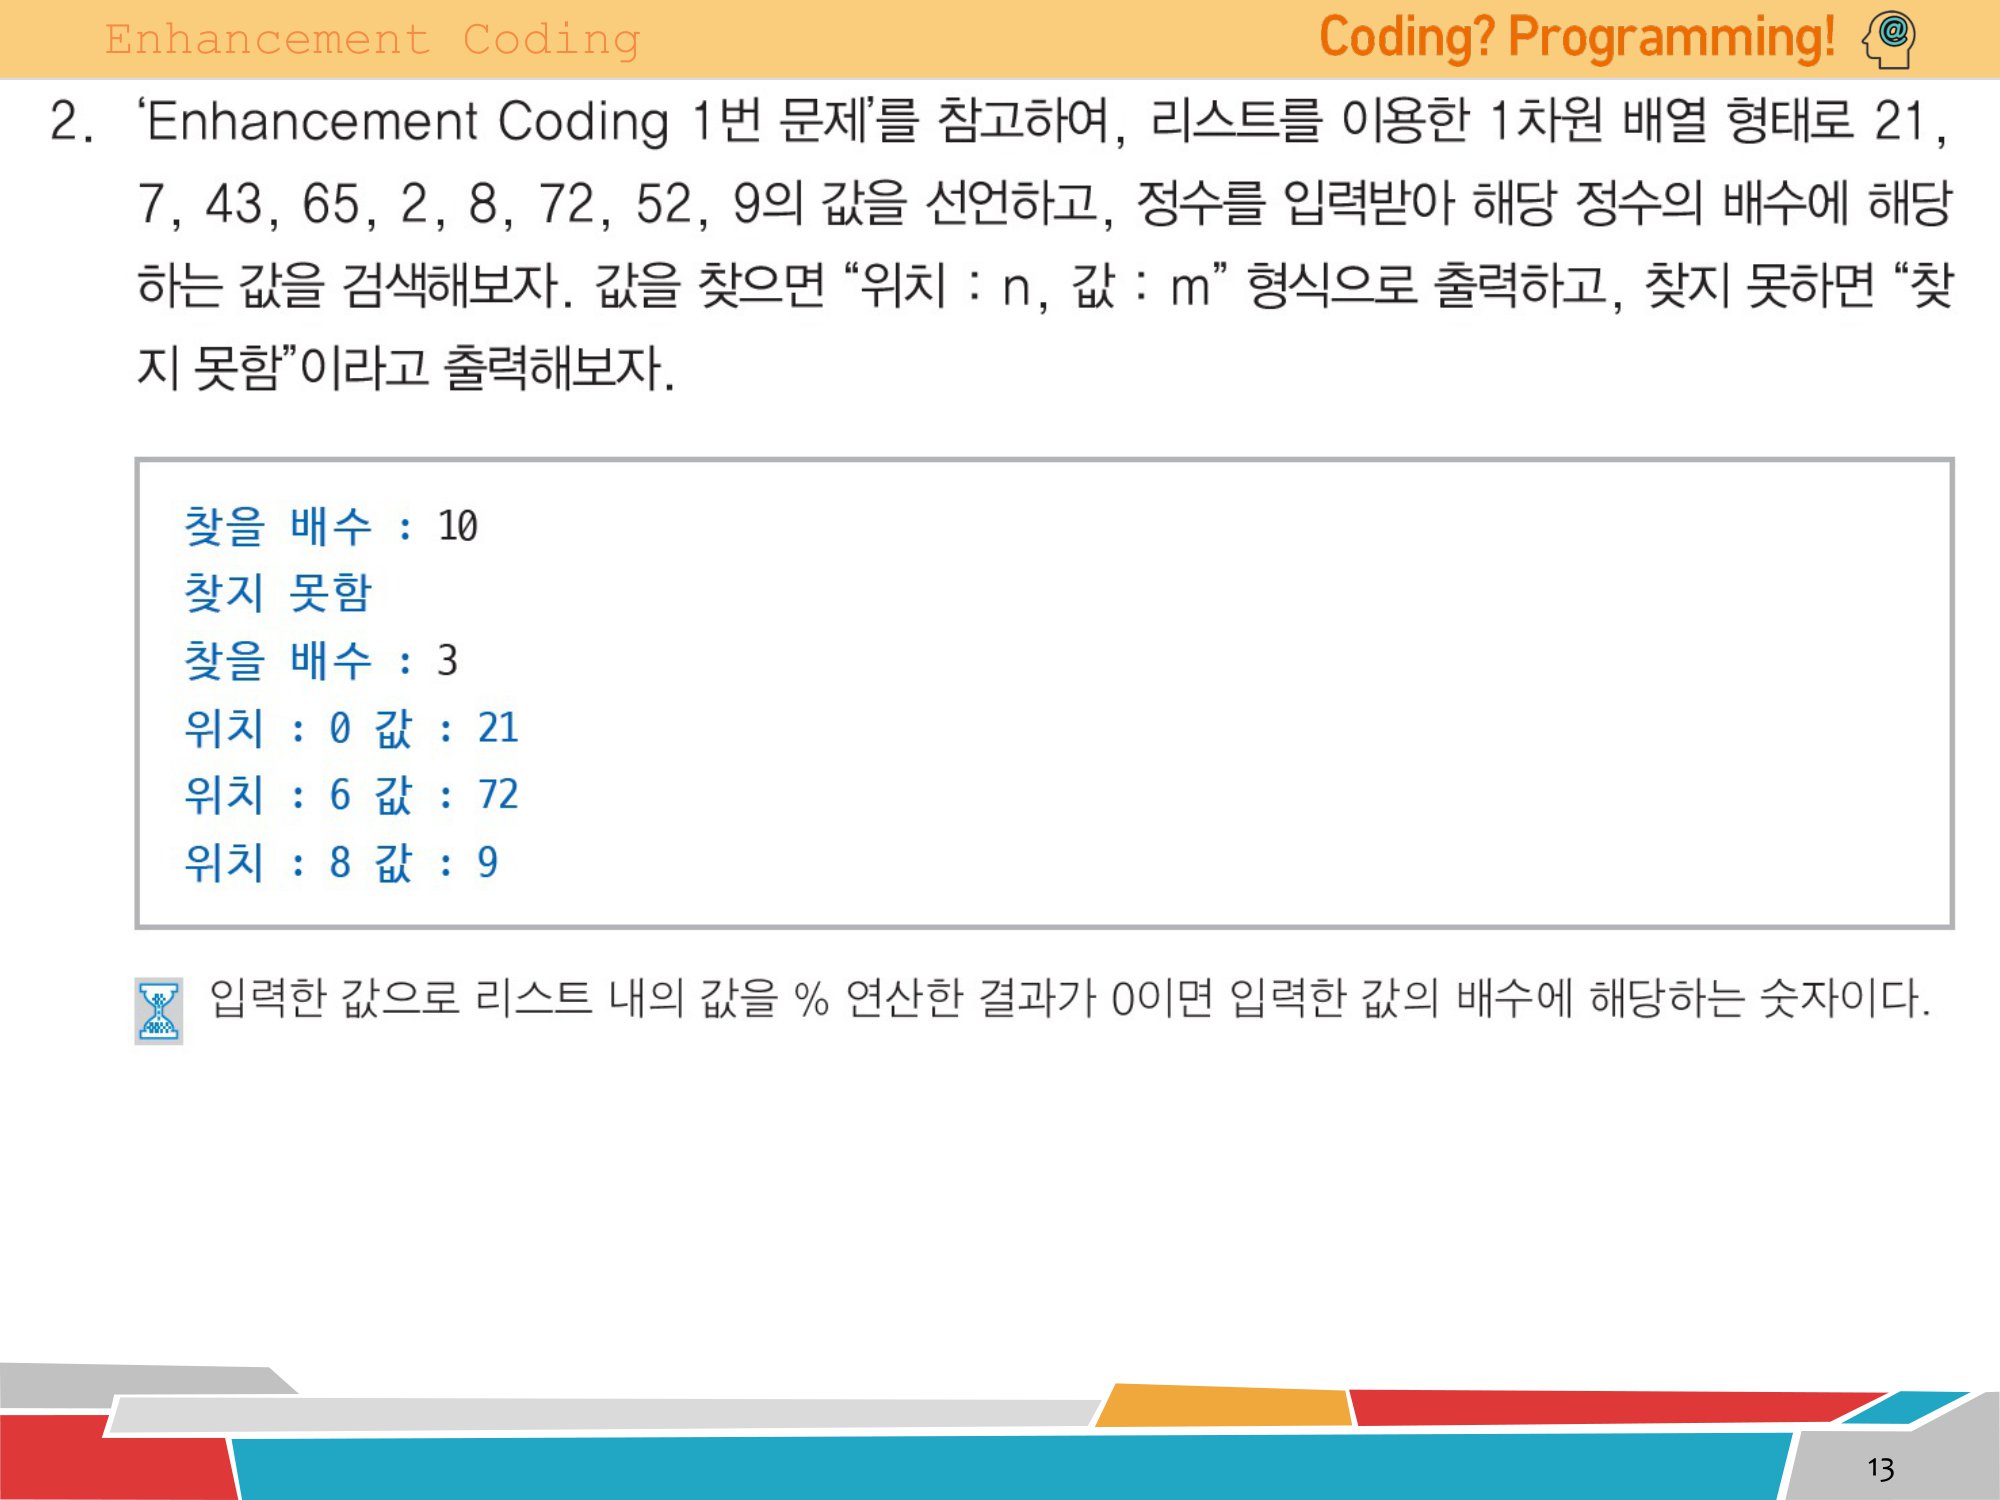 Enhancement Coding
Coding? Programming!
2. ‘Enhancement Coding 1번 문제’를 참고하여, 리스트를 이용한 1차원 배열 형태로 21,
7, 43, 65, 2, 8, 72, 52, 9의 값을 선언하고, 정수를 입력받아 해당 정수의 배수에 해당
하는 값을 검색해보자. 값을 찾으면 “위치 : n, 값 : m” 형식으로 출력하고, 찾지 못하면 “찾
지 못함”이라고 출력해보자.
찾을 배수 : 10
찾지 못함
찾을 배수 : 3
위치 : 0 값 : 21
위치 : 6 값 : 72
위치 : 8 값 : 9
입력한 값으로 리스트 내의 값을 % 연산한 결과가 0이면 입력한 값의 배수에 해당하는 숫자이다.
13